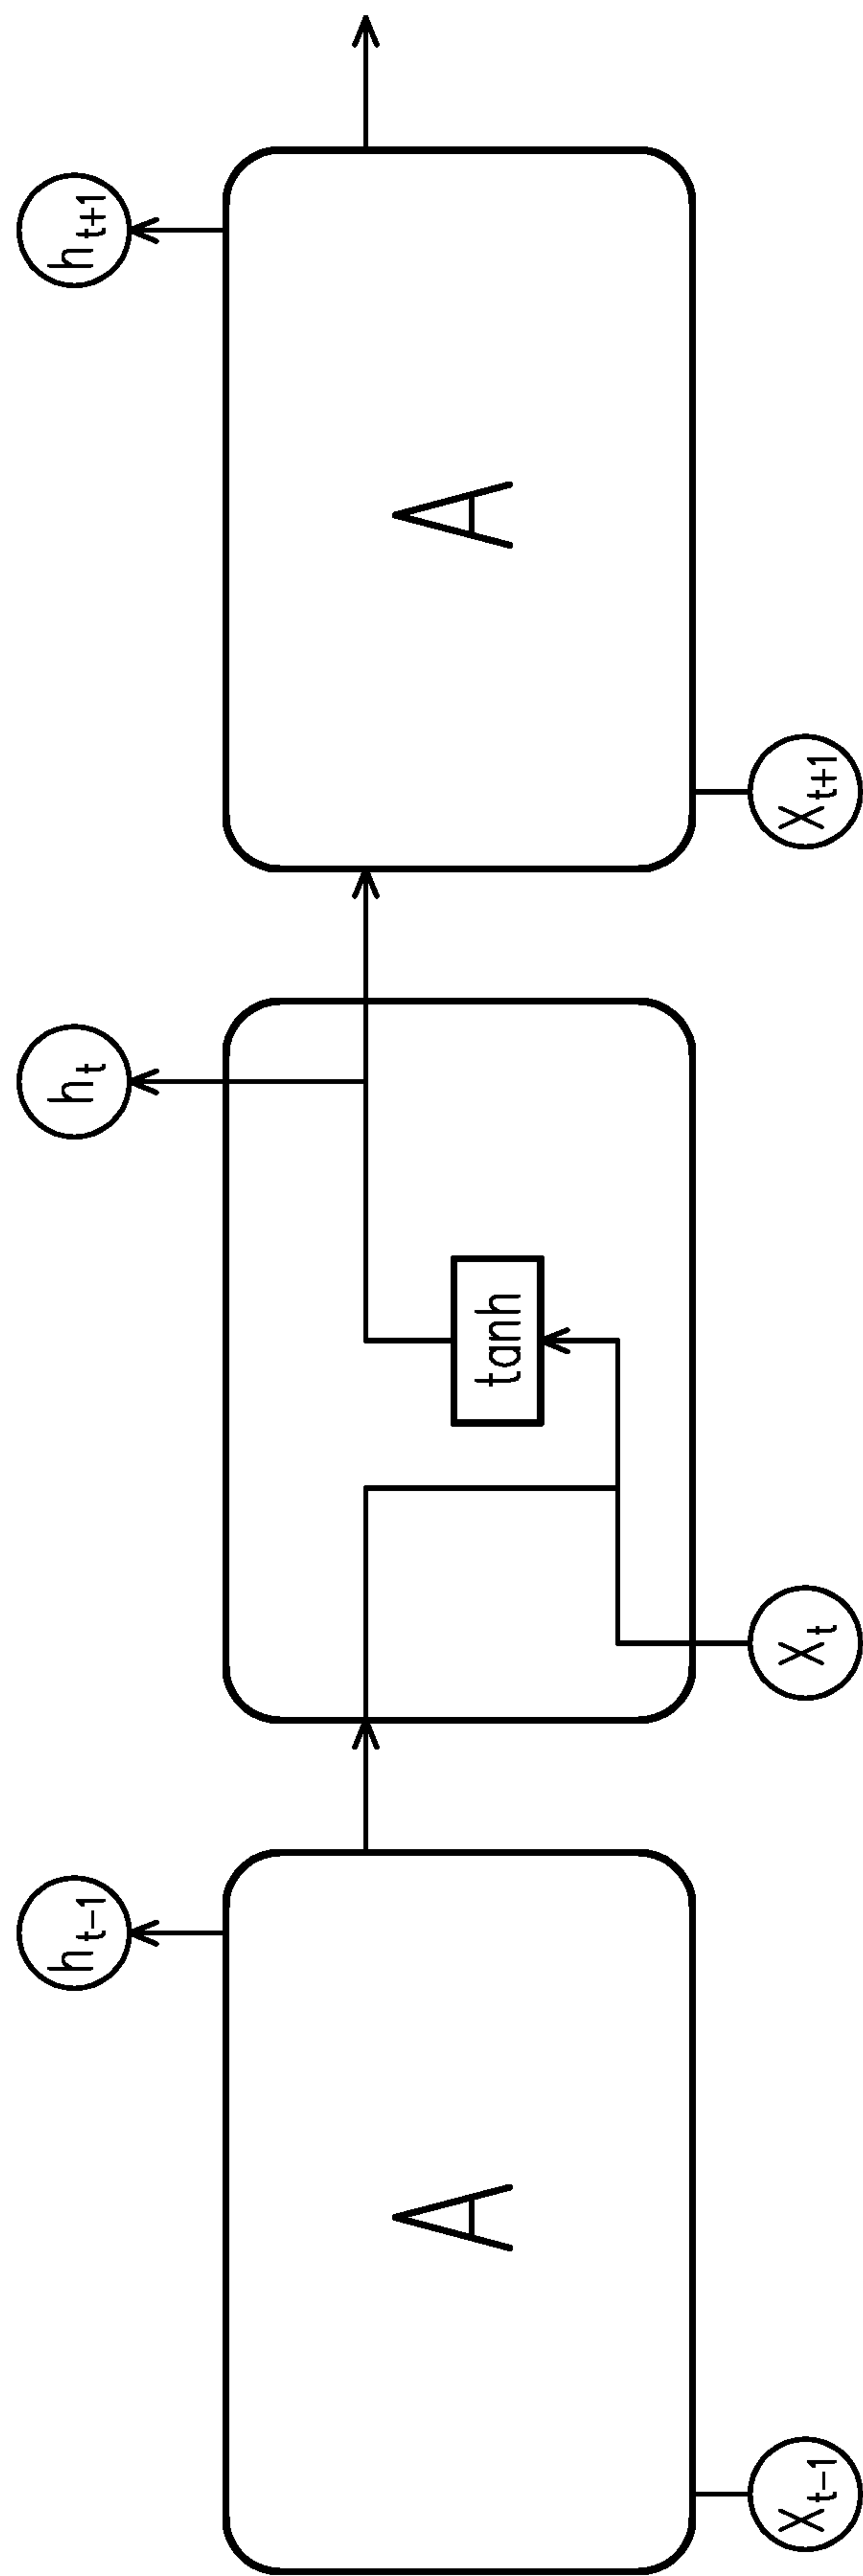 h_{t-1}
h_t
h_{t+1}
A
tanh
A
X_{t-1}
X_t
X_{t+1}